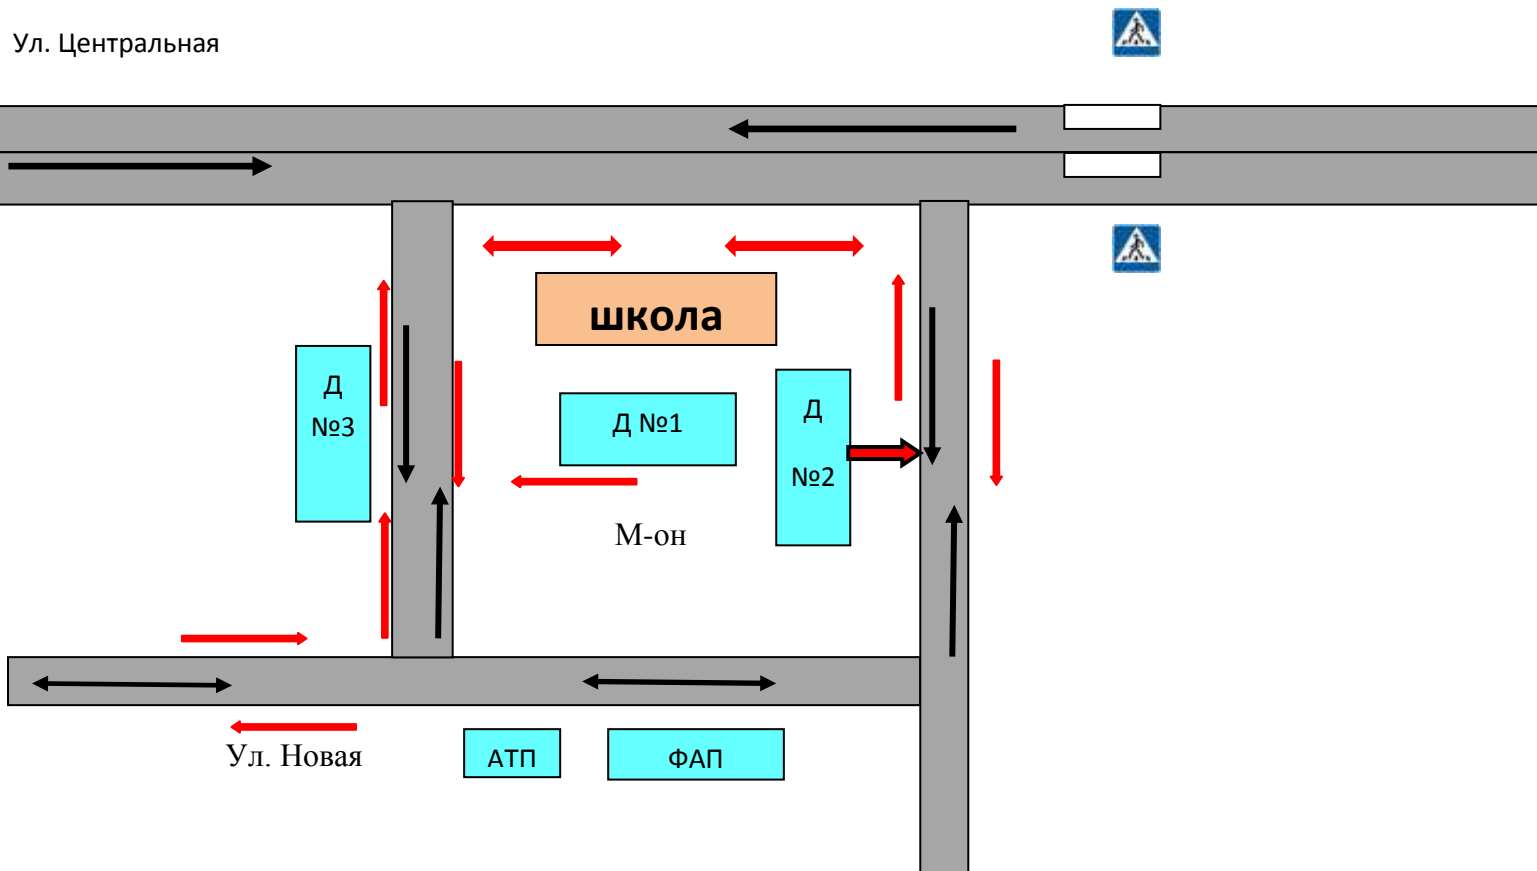 Ул. Центральная
школа
Д
№3
Д №1
Д
№2
М-он
Ул. Новая
АТП
ФАП